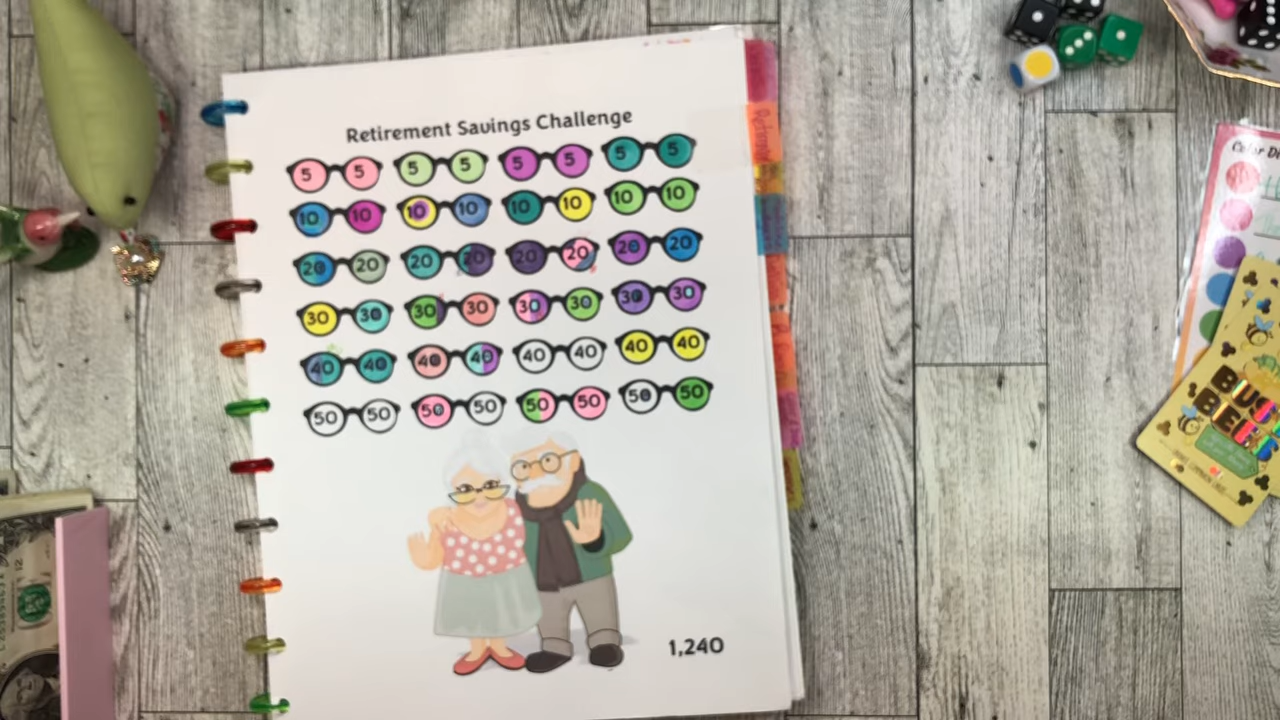 Retirement Savings Challenge
5 5 5 5 5 5 5 5
10 10 10 10 10 10 10 10
20 20 20 20 20 20 20 20
30 30 30 30 30 30 30 30
40 40 40 40 40 40 40 40
50 50 50 50 50 50 50 50
1,240
Color